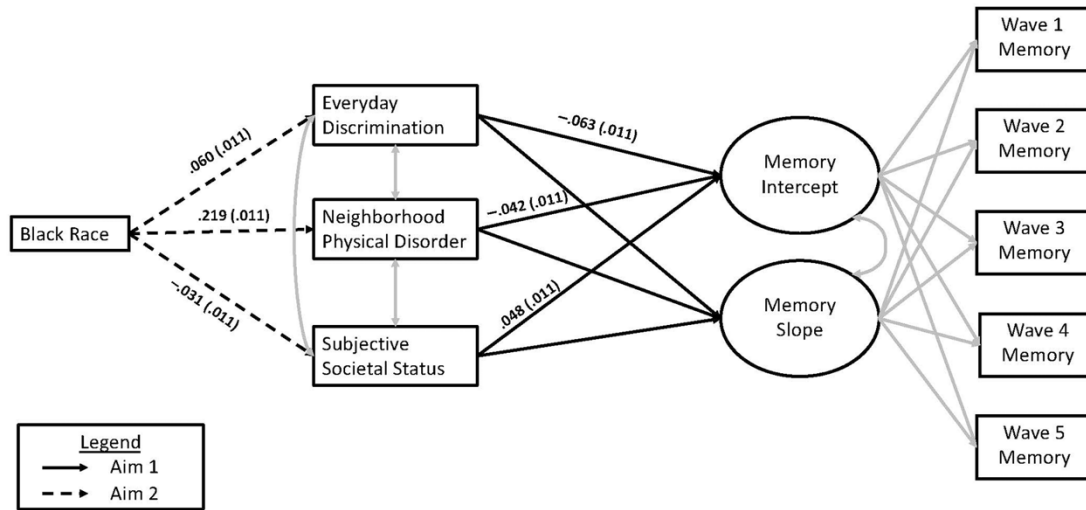 Wave 1
Memory
Everyday
Discrimination
−.063 (.011)
.060 (.011)
Memory
Intercept
Wave 2
Memory
Black Race
.219 (.011)
Neighborhood
Physical Disorder
−.042 (.011)
Wave 3
Memory
−.031 (.011)
.048 (.011)
Memory
Slope
Subjective
Societal Status
Wave 4
Memory
Wave 5
Memory
Legend
Aim 1
Aim 2